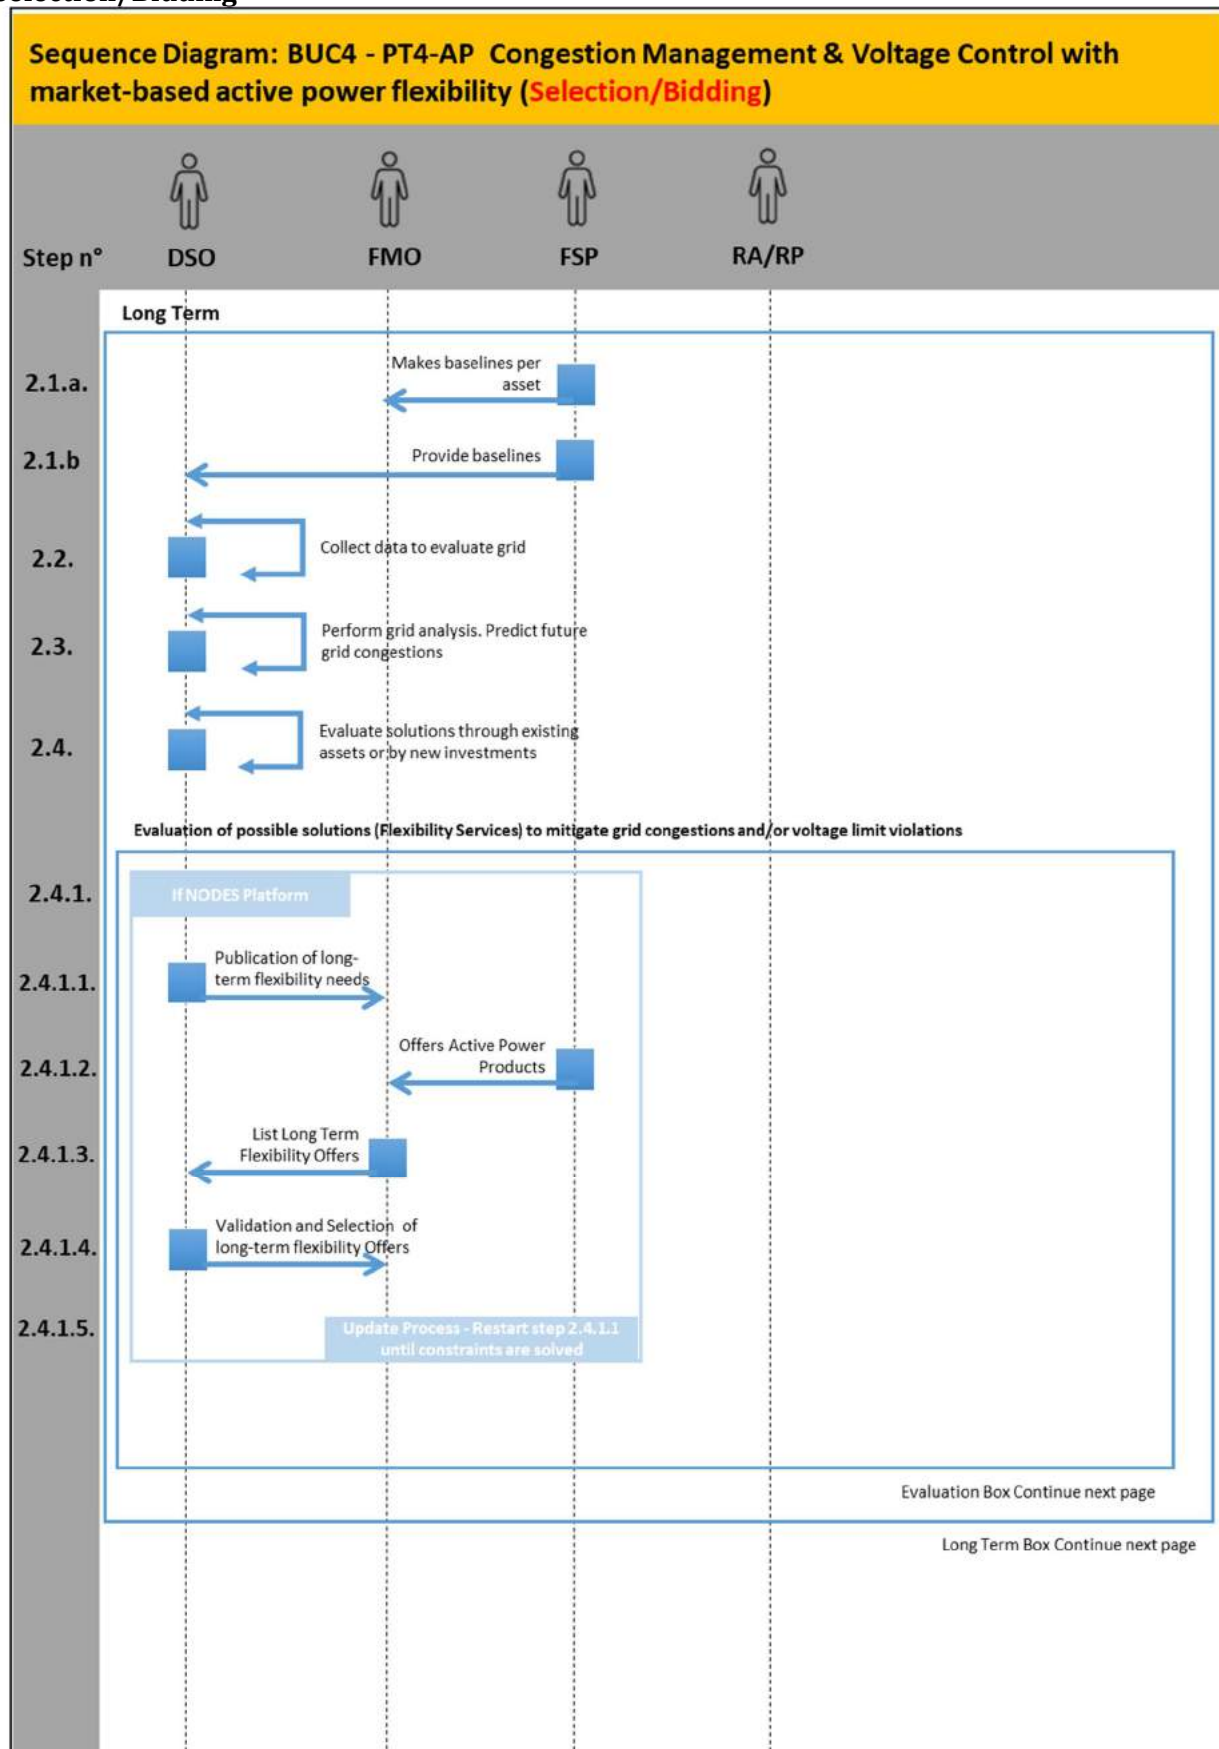 Selection/Bidding
Sequence Diagram: BUC4 - PT4-AP Congestion Management & Voltage Control with
market-based active power flexibility (Selection/Bidding)
Step n° DSO FMO FSP RA/RP
Long Term
2.1.a. Makes baselines per
asset
2.1.b Provide baselines
2.2. Collect data to evaluate grid
2.3. Perform grid analysis. Predict future
grid congestions
2.4. Evaluate solutions through existing
assets or by new investments
Evaluation of possible solutions (Flexibility Services) to mitigate grid congestions and/or voltage limit violations
2.4.1. If NODES Platform
2.4.1.1. Publication of long-
term flexibility needs
2.4.1.2. Offers Active Power
Products
2.4.1.3. List Long Term
Flexibility Offers
2.4.1.4. Validation and Selection of
long-term flexibility Offers
2.4.1.5. Update Process - Restart step 2.4.1.1
until constraints are solved
Evaluation Box Continue next page
Long Term Box Continue next page